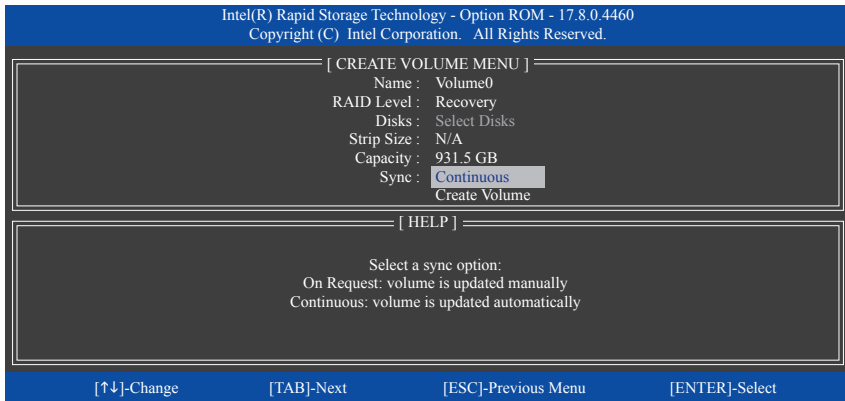 Intel(R) Rapid Storage Technology - Option ROM - 17.8.0.4460
Copyright (C) Intel Corporation. All Rights Reserved.
[ CREATE VOLUME MENU ]
Name : Volume0
RAID Level : Recovery
Disks : Select Disks
Strip Size : N/A
Capacity : 931.5 GB
Sync : Continuous
Create Volume
[ HELP ]
Select a sync option:
On Request: volume is updated manually
Continuous: volume is updated automatically
[↑↓]-Change [TAB]-Next [ESC]-Previous Menu [ENTER]-Select